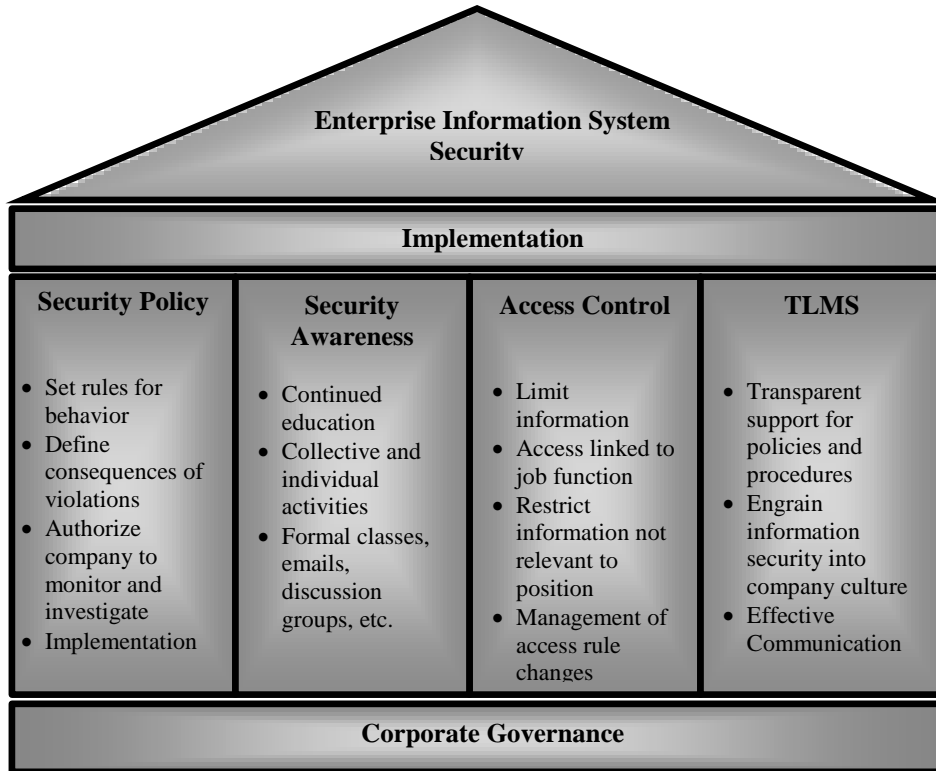 Enterprise Information System
Security
Implementation
Security Policy
• Set rules for
behavior
• Define
consequences of
violations
• Authorize
company to
monitor and
investigate
• Implementation
Security
Awareness
• Continued
education
• Collective and
individual
activities
• Formal classes,
emails,
discussion
groups, etc.
Access Control
• Limit
information
• Access linked to
job function
• Restrict
information not
relevant to
position
• Management of
access rule
changes
TLMS
• Transparent
support for
policies and
procedures
• Engrain
information
security into
company culture
• Effective
Communication
Corporate Governance